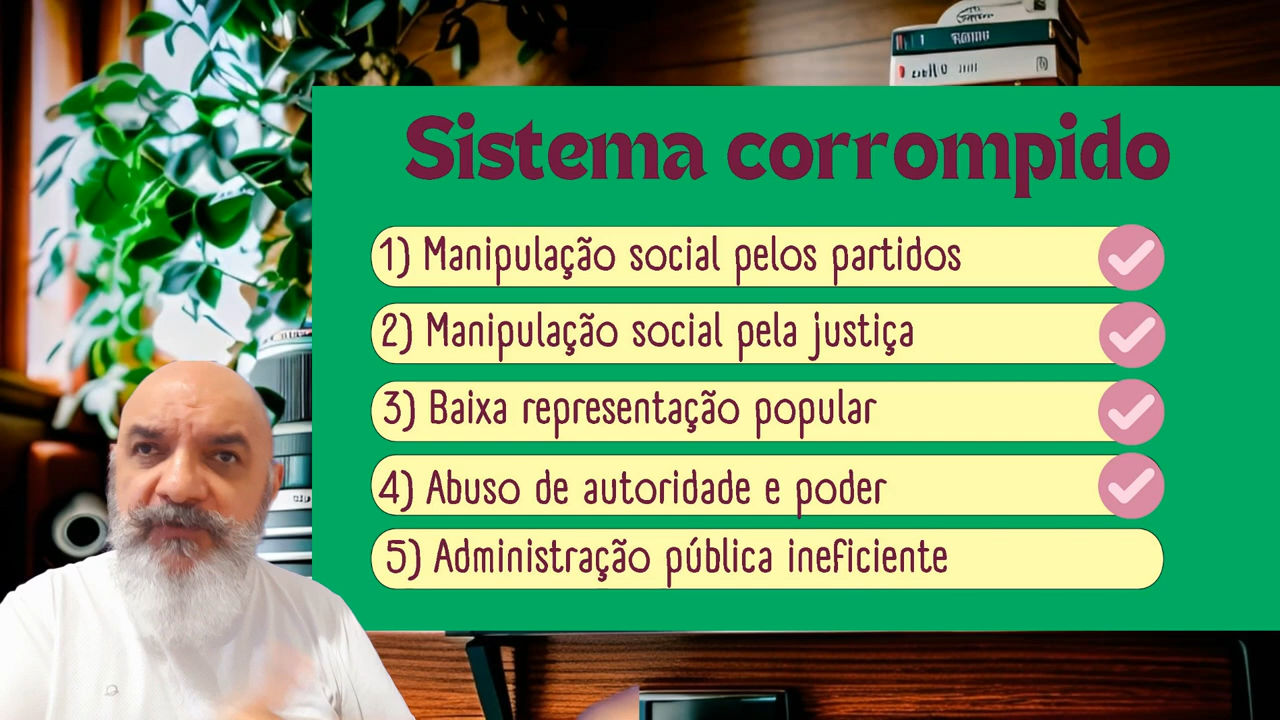 Sistema corrompido
1) Manipulação social pelos partidos
2) Manipulação social pela justiça
3) Baixa representação popular
4) Abuso de autoridade e poder
5) Administração pública ineficiente